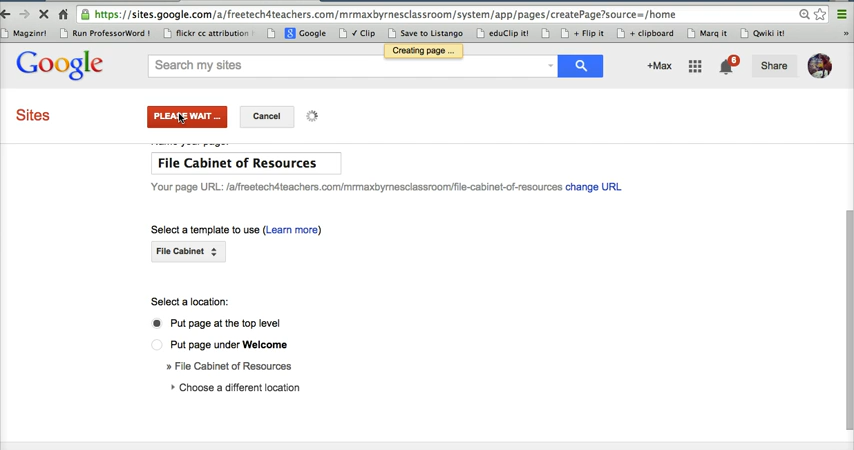 https://sites.google.com/a/freetech4teachers.com/mrmaxbyrnesclassroom/system/app/pages/createPage?source=/home
Magzinr! Run ProfessorWord ! flickr cc attribution Google ✓ Clip Save to Listango eduClip it! + Flip it + clipboard Marq it Qwiki it! »
Creating page ...
Google Search my sites +Max 6 Share
Sites PLEASE WAIT ... Cancel
File Cabinet of Resources
Your page URL: /a/freetech4teachers.com/mrmaxbyrnesclassroom/file-cabinet-of-resources change URL
Select a template to use (Learn more)
File Cabinet
Select a location:
Put page at the top level
Put page under Welcome
» File Cabinet of Resources
Choose a different location